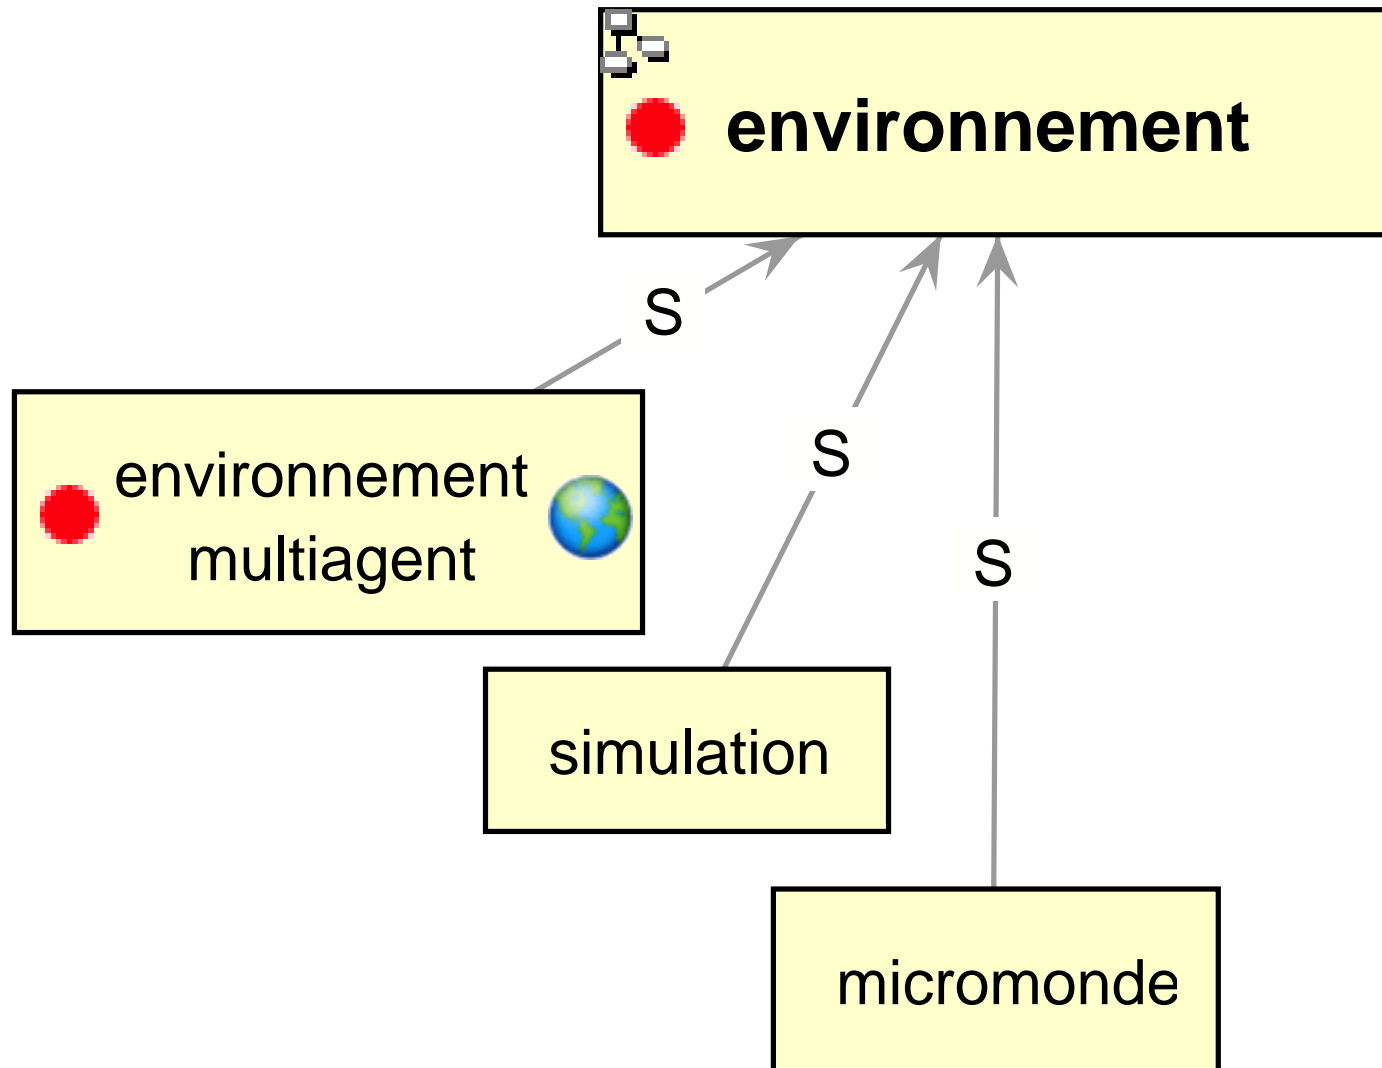 environnement
S
environnement
multiagent
S
S
simulation
micromonde